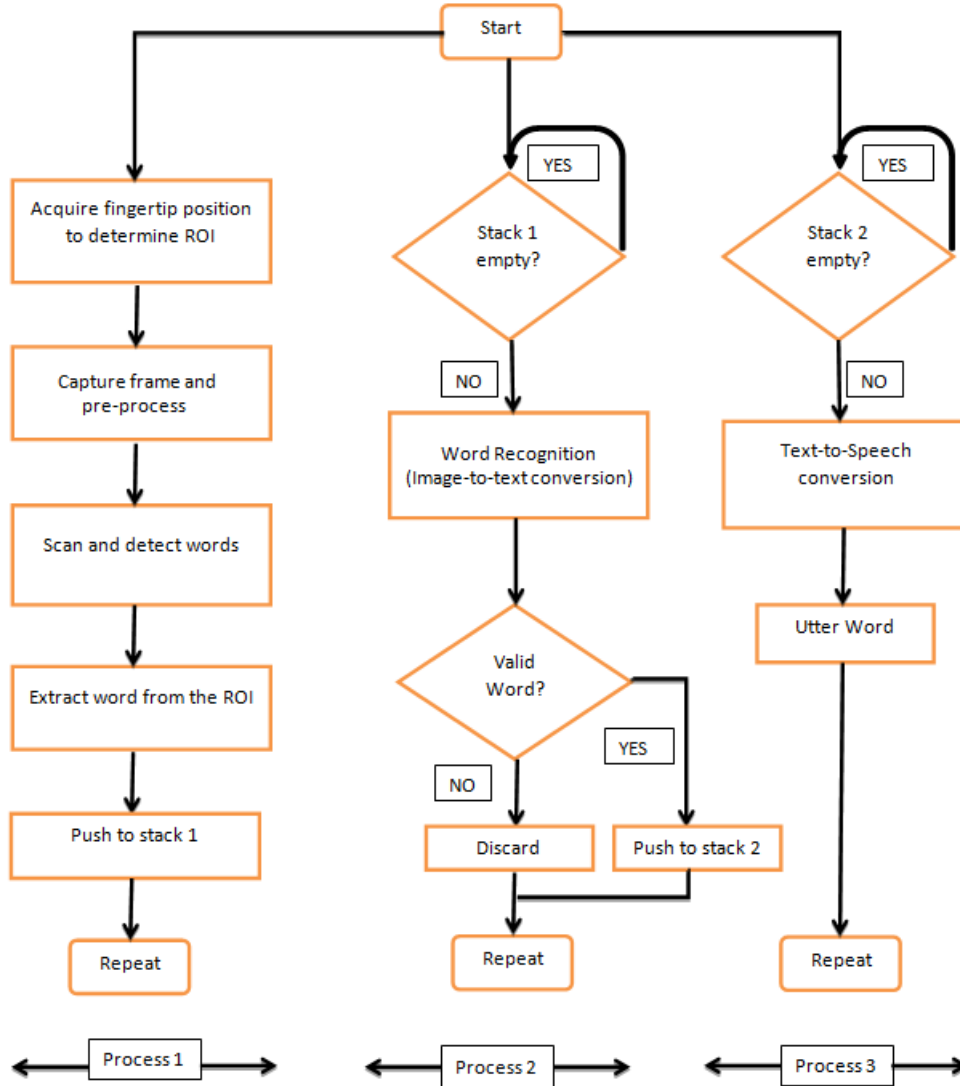 Start
Acquire fingertip position
to determine ROI
Capture frame and
pre-process
Scan and detect words
Extract word from the ROI
Push to stack 1
Repeat
Process 1
YES
Stack 1
empty?
NO
Word Recognition
(Image-to-text conversion)
Valid
Word?
YES
NO
Discard
Push to stack 2
Repeat
Process 2
YES
Stack 2
empty?
NO
Text-to-Speech
conversion
Utter Word
Repeat
Process 3